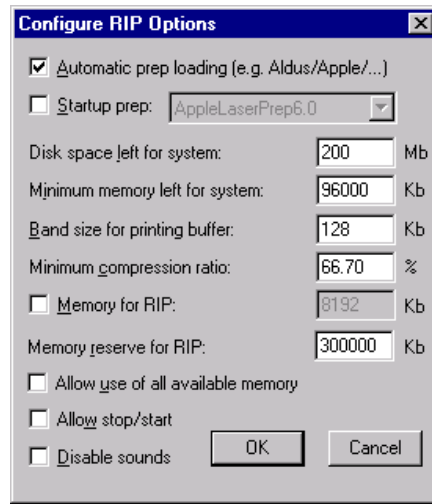 Configure RIP Options
Automatic prep loading (e.g. Aldus/Apple/...)
Startup prep: AppleLaserPrep6.0
Disk space left for system: 200 Mb
Minimum memory left for system: 96000 Kb
Band size for printing buffer: 128 Kb
Minimum compression ratio: 66.70 %
Memory for RIP: 8192 Kb
Memory reserve for RIP: 300000 Kb
Allow use of all available memory
Allow stop/start
Disable sounds
OK Cancel